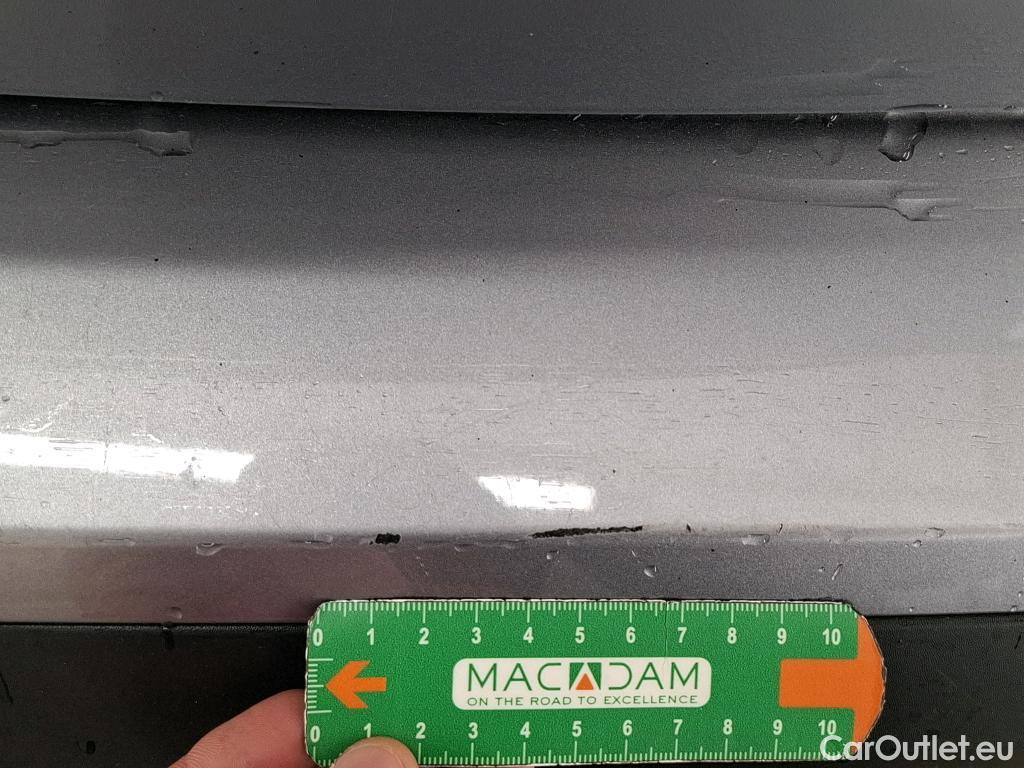 0 1 2 3 4 5 6 7 8 9 10
MACADAM
ON THE ROAD TO EXCELLENCE
0 1 2 3 4 5 6 7 8 9 10
CarOutlet.eu